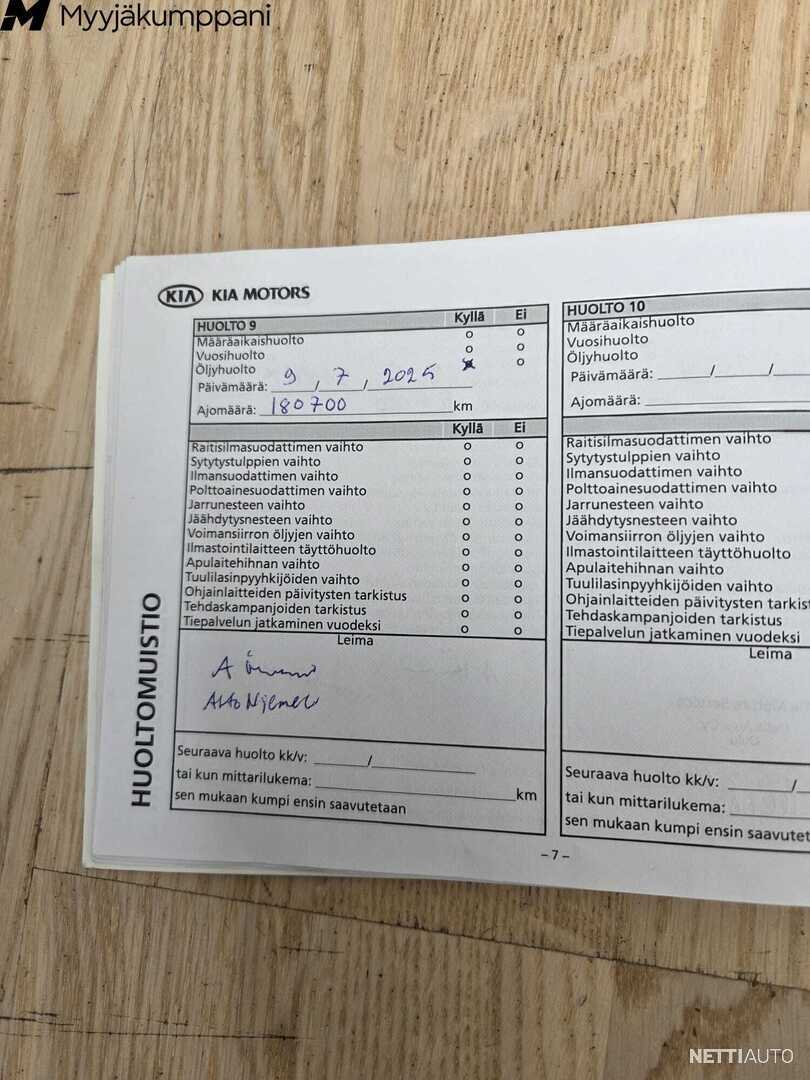 Myyjäkumppani
KIA KIA MOTORS
HUOLTO 9 Kyllä Ei
Määräaikaishuolto o o
Vuosihuolto o o
Öljyhuolto o
Päivämäärä: 9 / 7 / 2025
Ajomäärä: 180700 km
Kyllä Ei
Raitisilmasuodattimen vaihto o o
Sytytystulppien vaihto o o
Ilmansuodattimen vaihto o o
Polttoainesuodattimen vaihto o o
Jarrunesteen vaihto o o
Jäähdytysnesteen vaihto o o
Voimansiirron öljyjen vaihto o o
Ilmastointilaitteen täyttöhuolto o o
Apulaitehihnan vaihto o o
Tuulilasinpyyhkijöiden vaihto o o
Ohjainlaitteiden päivitysten tarkistus o o
Tehdaskampanjoiden tarkistus o o
Tiepalvelun jatkaminen vuodeksi o o
Leima
A
Seuraava huolto kk/v: /
tai kun mittarilukema: km
sen mukaan kumpi ensin saavutetaan
HUOLTO 10
Määräaikaishuolto
Vuosihuolto
Öljyhuolto
Päivämäärä: / /
Ajomäärä:
Raitisilmasuodattimen vaihto
Sytytystulppien vaihto
Ilmansuodattimen vaihto
Polttoainesuodattimen vaihto
Jarrunesteen vaihto
Jäähdytysnesteen vaihto
Voimansiirron öljyjen vaihto
Ilmastointilaitteen täyttöhuolto
Apulaitehihnan vaihto
Tuulilasinpyyhkijöiden vaihto
Ohjainlaitteiden päivitysten tarkist
Tehdaskampanjoiden tarkistus
Tiepalvelun jatkaminen vuodeksi
Leima
Seuraava huolto kk/v: /
tai kun mittarilukema:
sen mukaan kumpi ensin saavutet
HUOLTOMUISTIO
– 7 –
NETTIAUTO